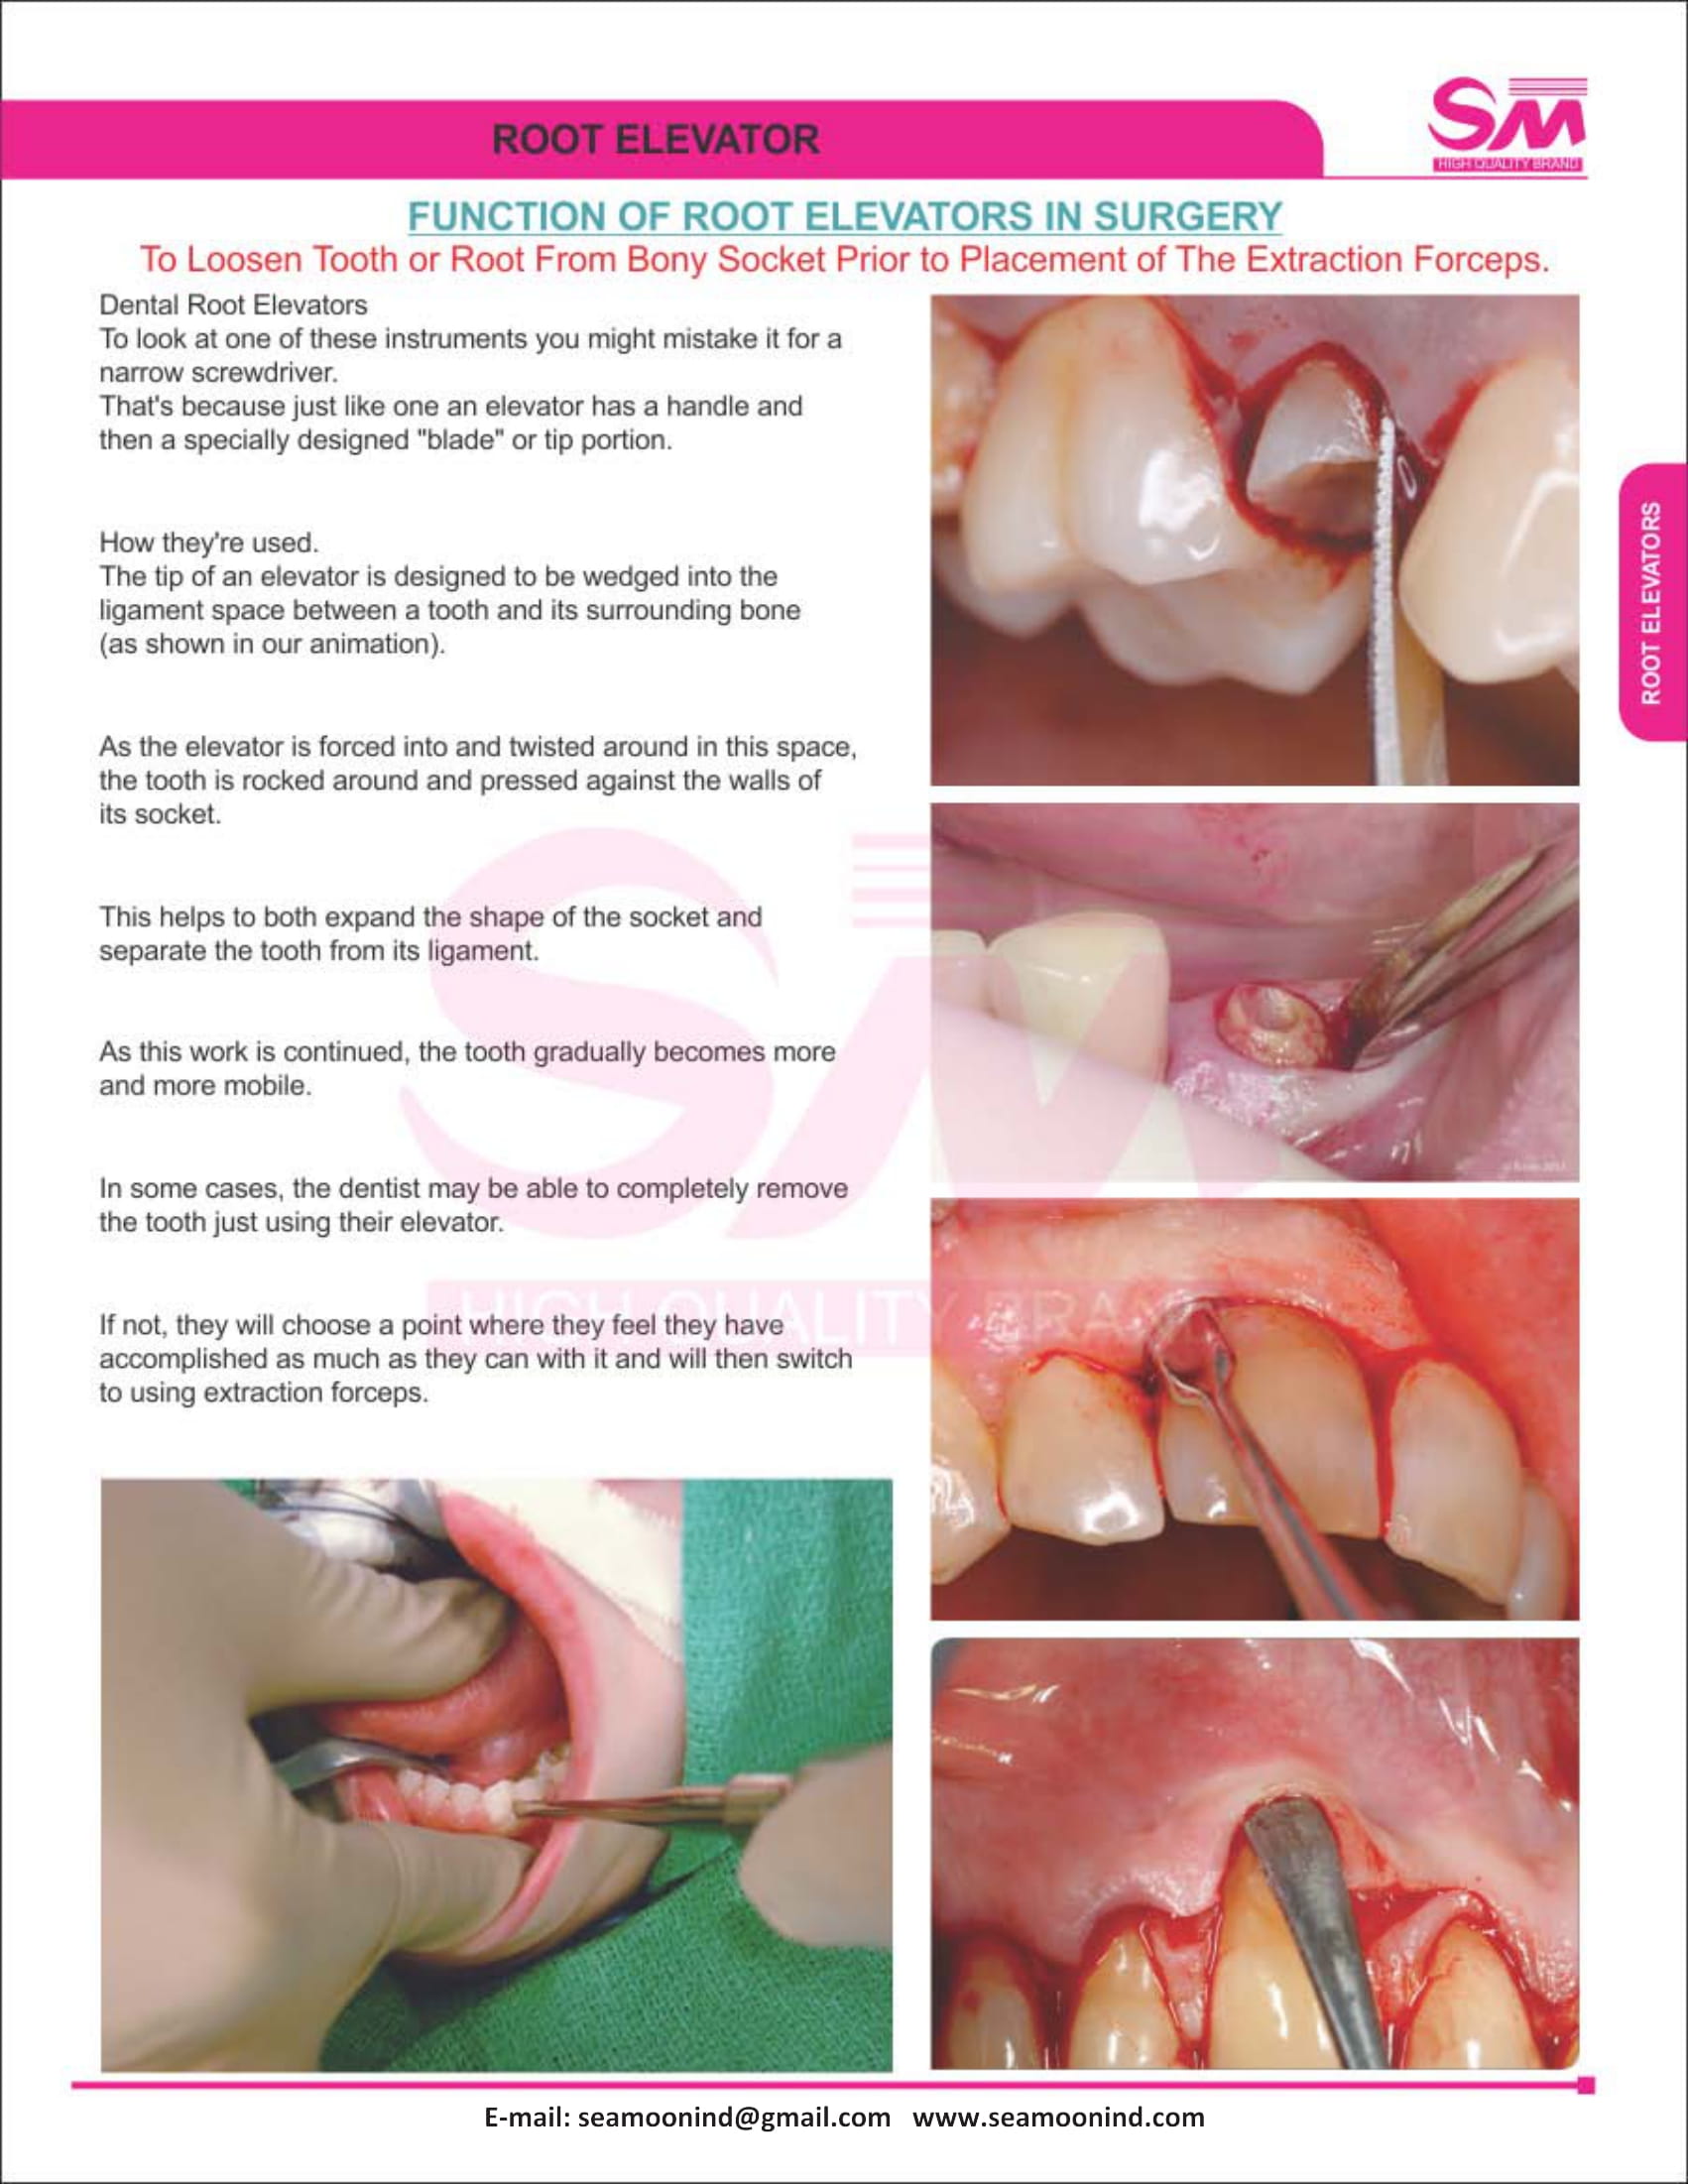 SM
HIGH QUALITY BRAND
ROOT ELEVATOR
FUNCTION OF ROOT ELEVATORS IN SURGERY
To Loosen Tooth or Root From Bony Socket Prior to Placement of The Extraction Forceps.
Dental Root Elevators
To look at one of these instruments you might mistake it for a
narrow screwdriver.
That's because just like one an elevator has a handle and
then a specially designed "blade" or tip portion.
How they're used.
The tip of an elevator is designed to be wedged into the
ligament space between a tooth and its surrounding bone
(as shown in our animation).
As the elevator is forced into and twisted around in this space,
the tooth is rocked around and pressed against the walls of
its socket.
This helps to both expand the shape of the socket and
separate the tooth from its ligament.
As this work is continued, the tooth gradually becomes more
and more mobile.
In some cases, the dentist may be able to completely remove
the tooth just using their elevator.
If not, they will choose a point where they feel they have
accomplished as much as they can with it and will then switch
to using extraction forceps.
SM
HIGH QUALITY BRAND
ROOT ELEVATORS
E-mail: seamoonind@gmail.com www.seamoonind.com